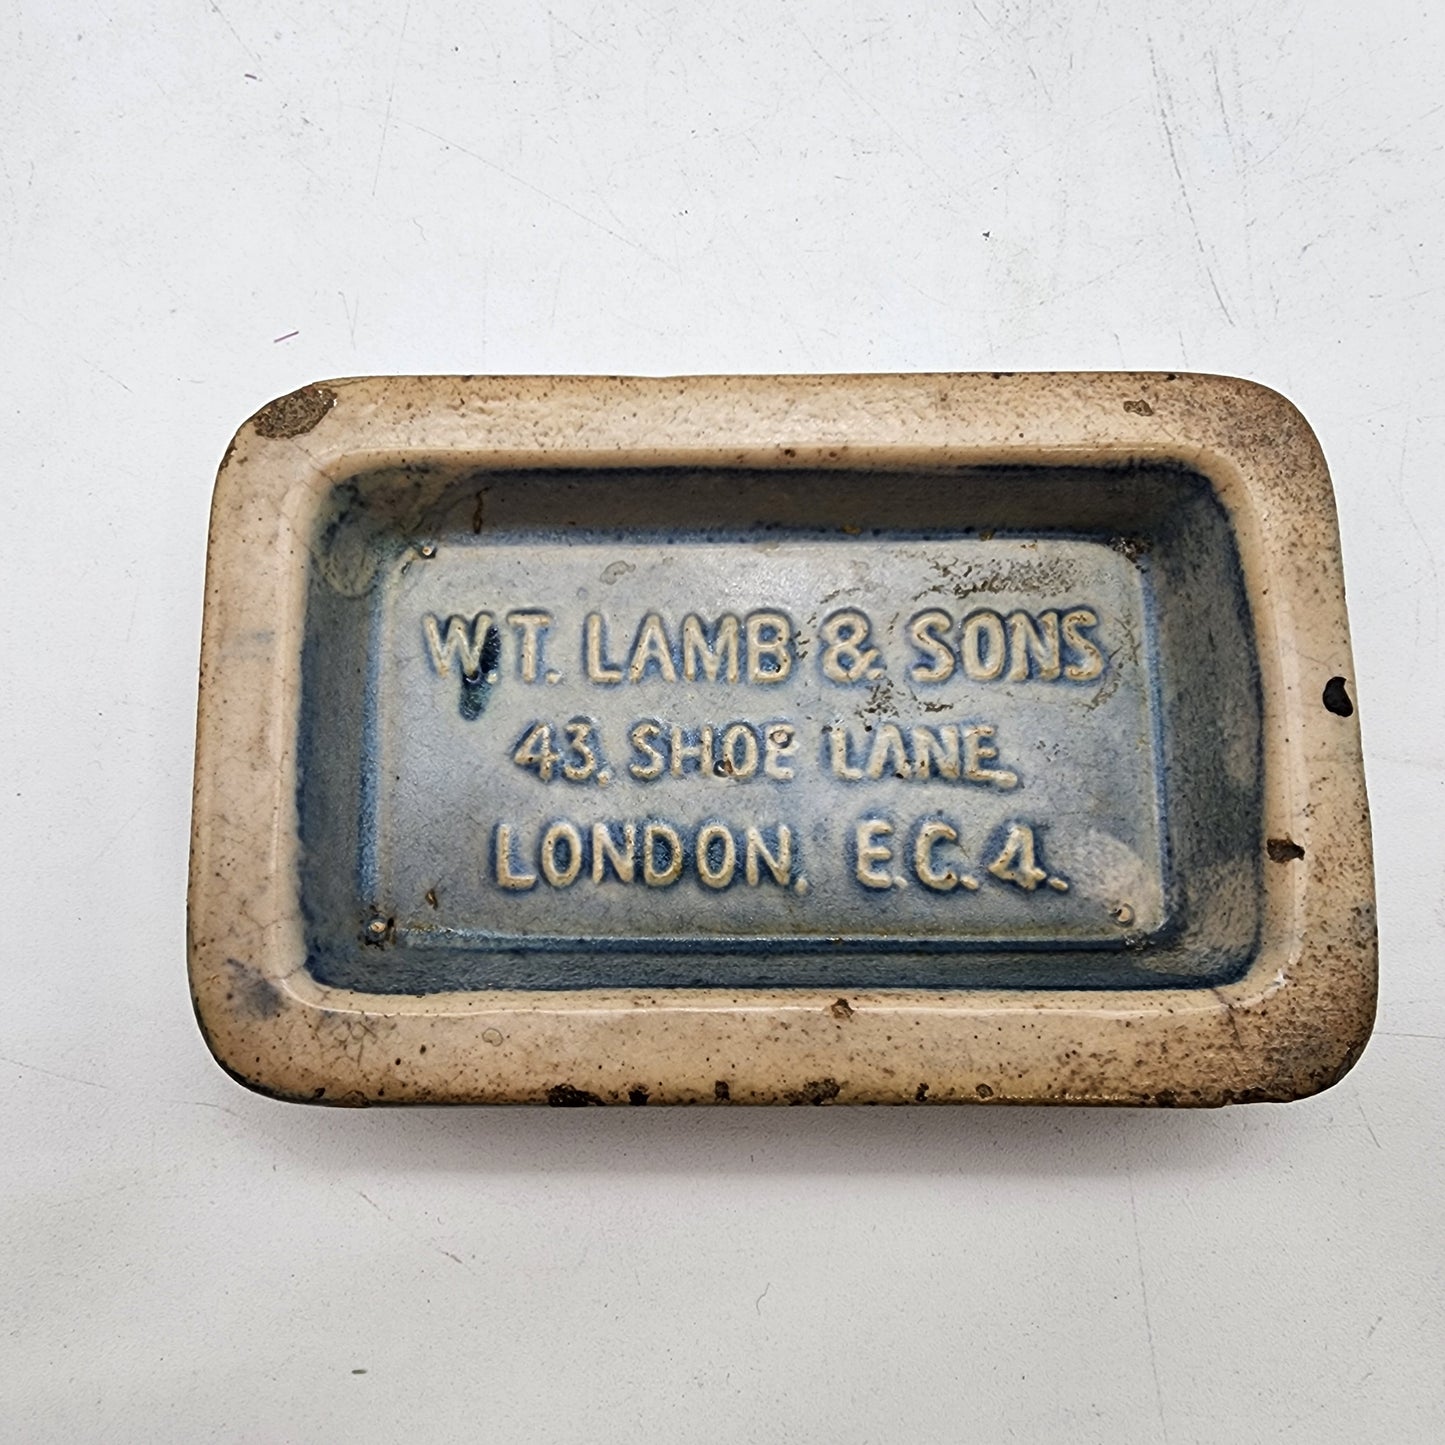 W.T. LAMB & SONS
43, SHOE LANE,
LONDON, E.C.4.